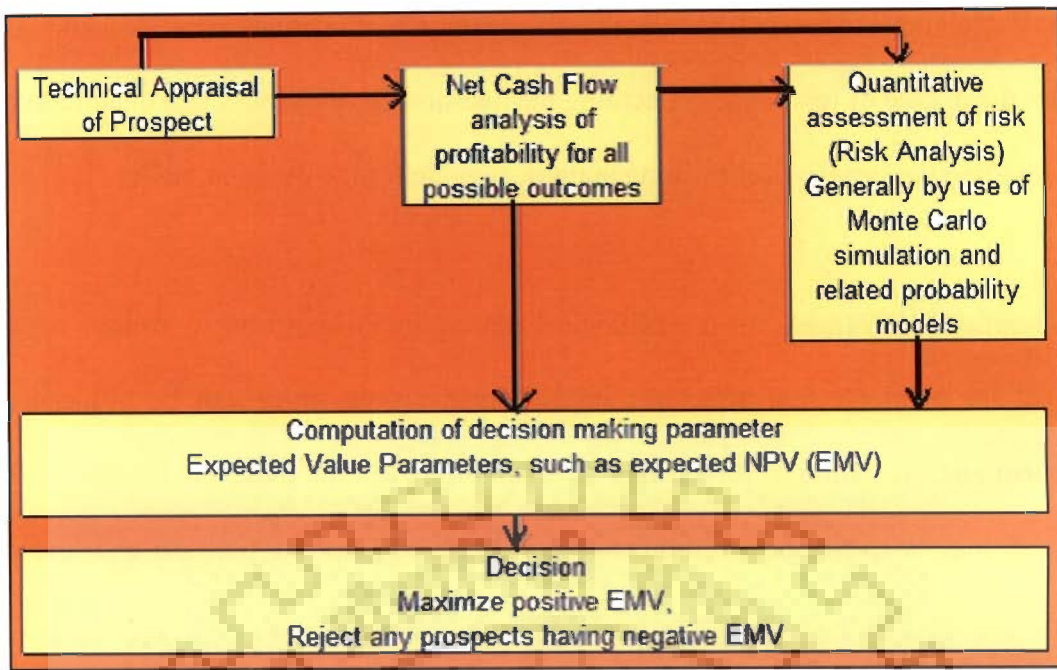 Technical Appraisal
of Prospect
Net Cash Flow
analysis of
profitability for all
possible outcomes
Quantitative
assessment of risk
(Risk Analysis)
Generally by use of
Monte Carlo
simulation and
related probability
models
Computation of decision making parameter
Expected Value Parameters, such as expected NPV (EMV)
Decision
Maximze positive EMV,
Reject any prospects having negative EMV